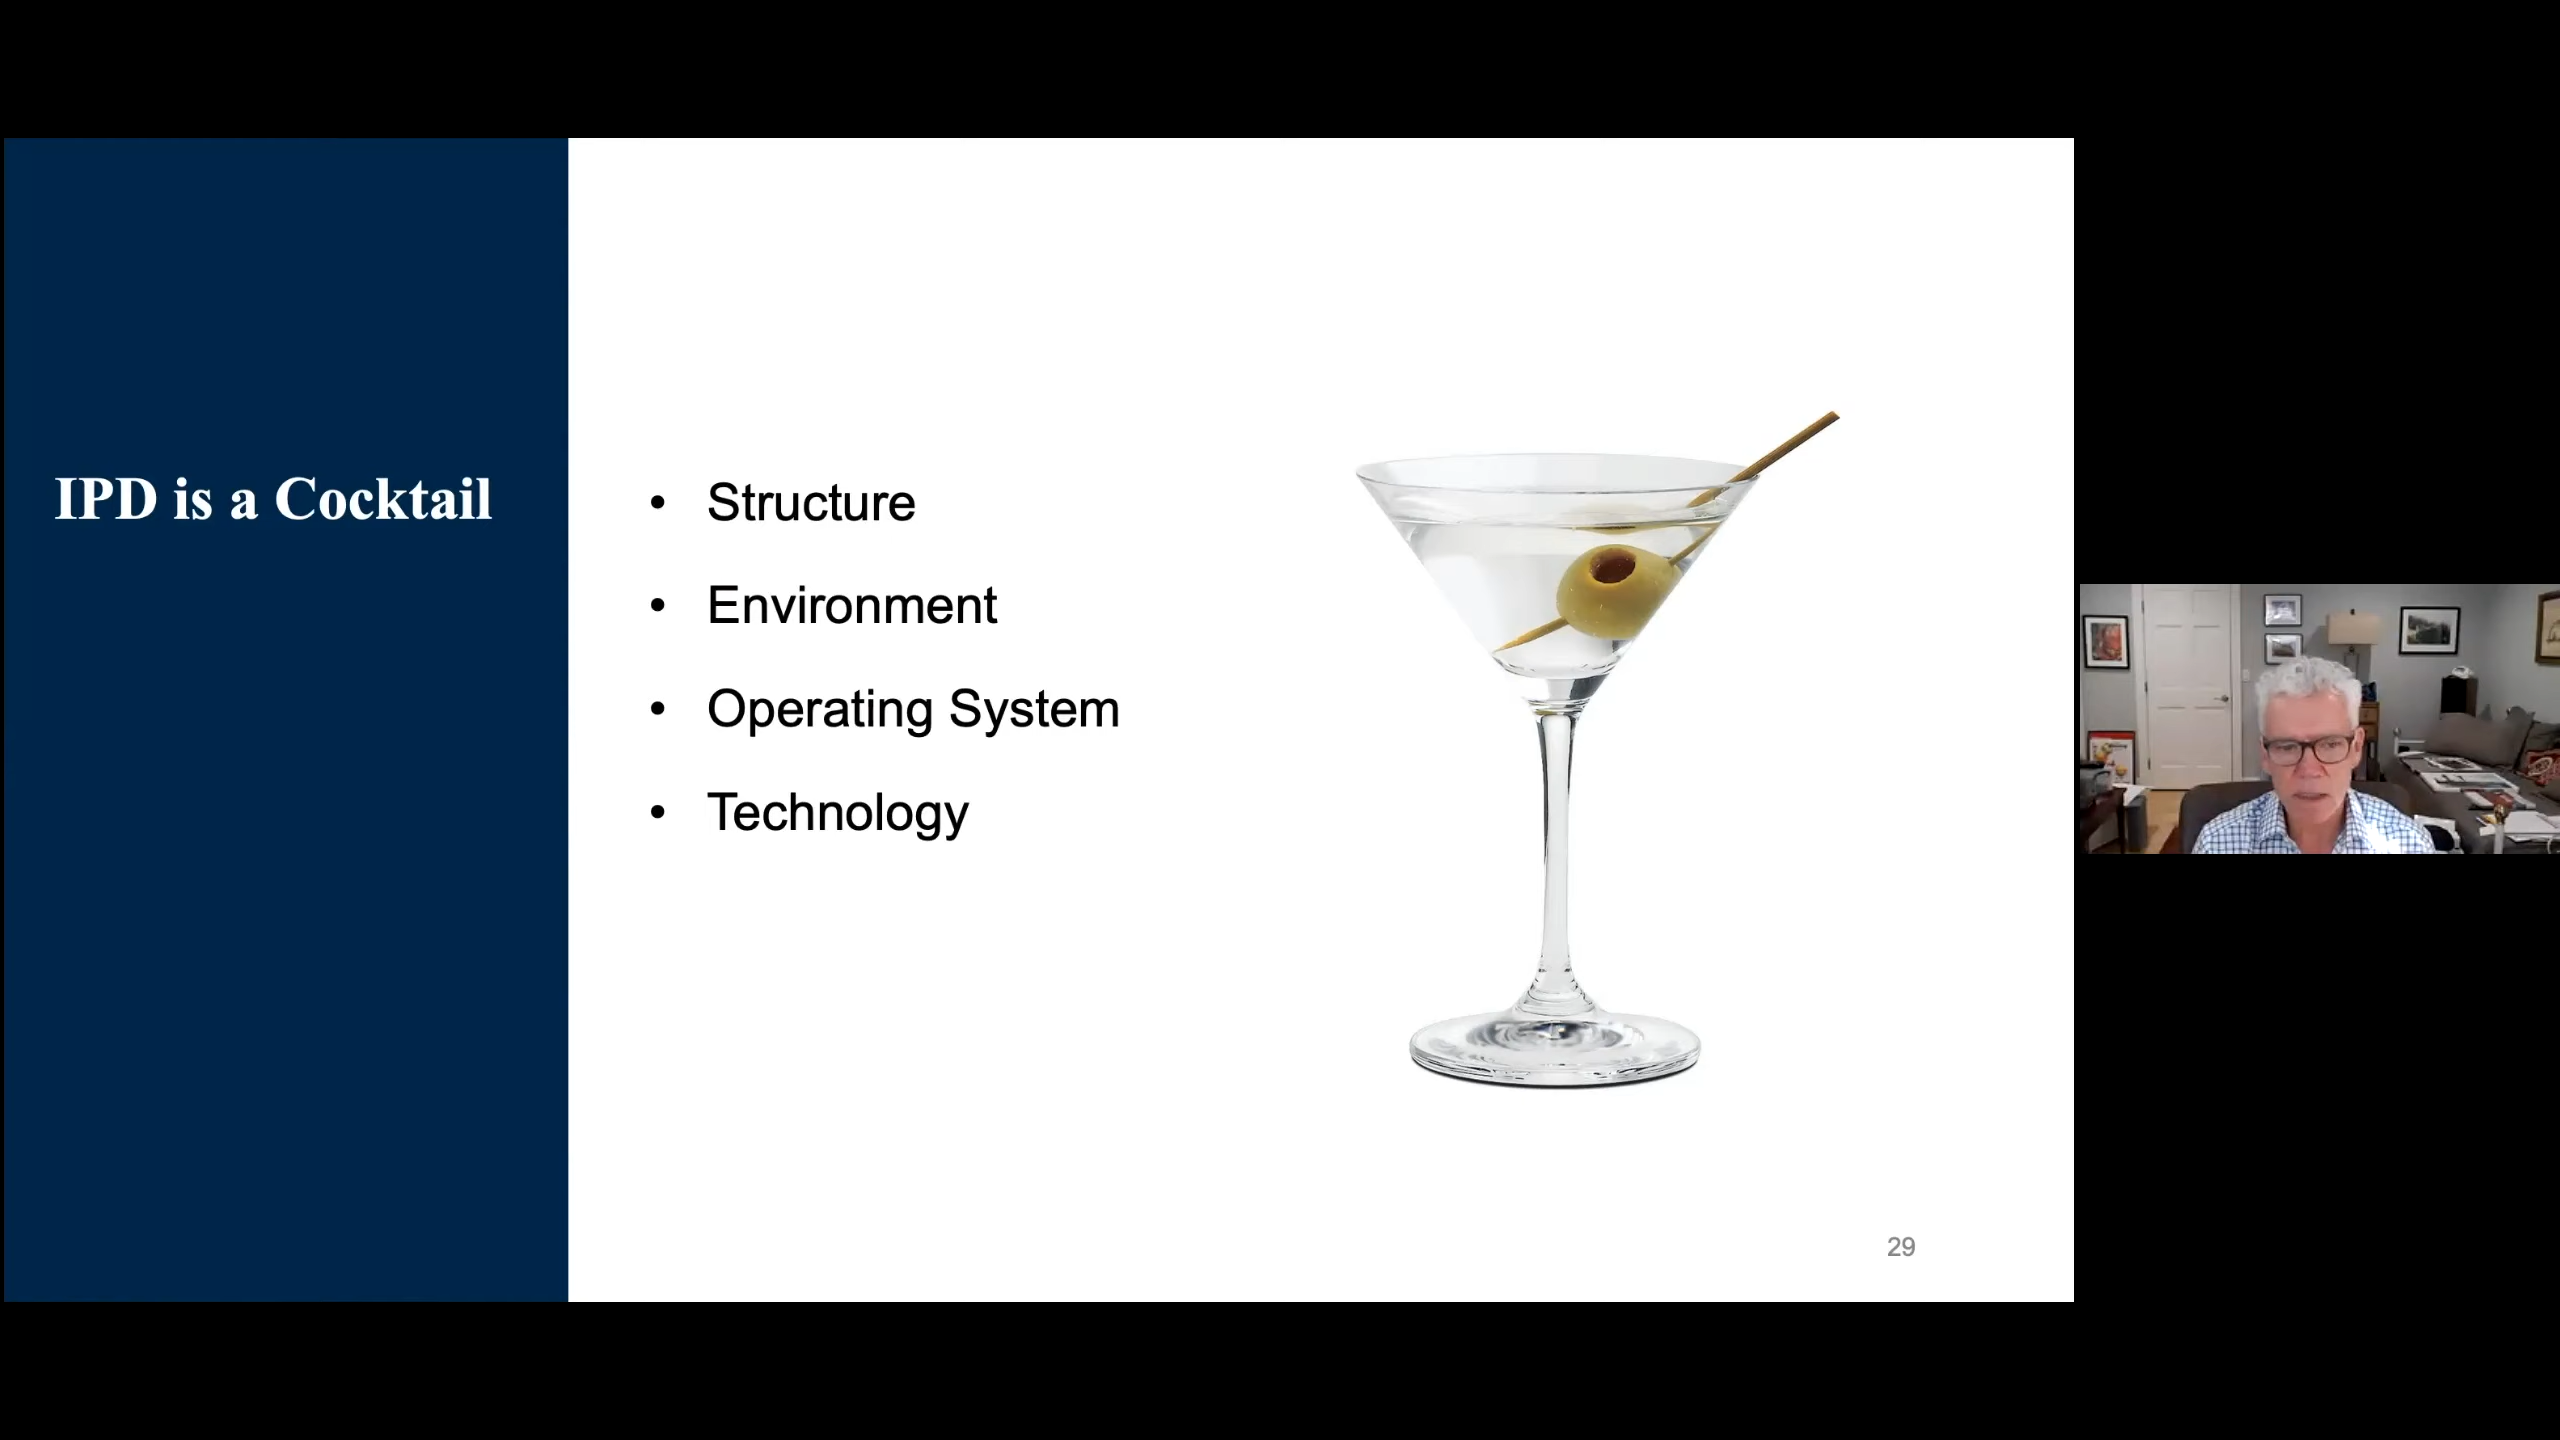 IPD is a Cocktail
• Structure
• Environment
• Operating System
• Technology
29